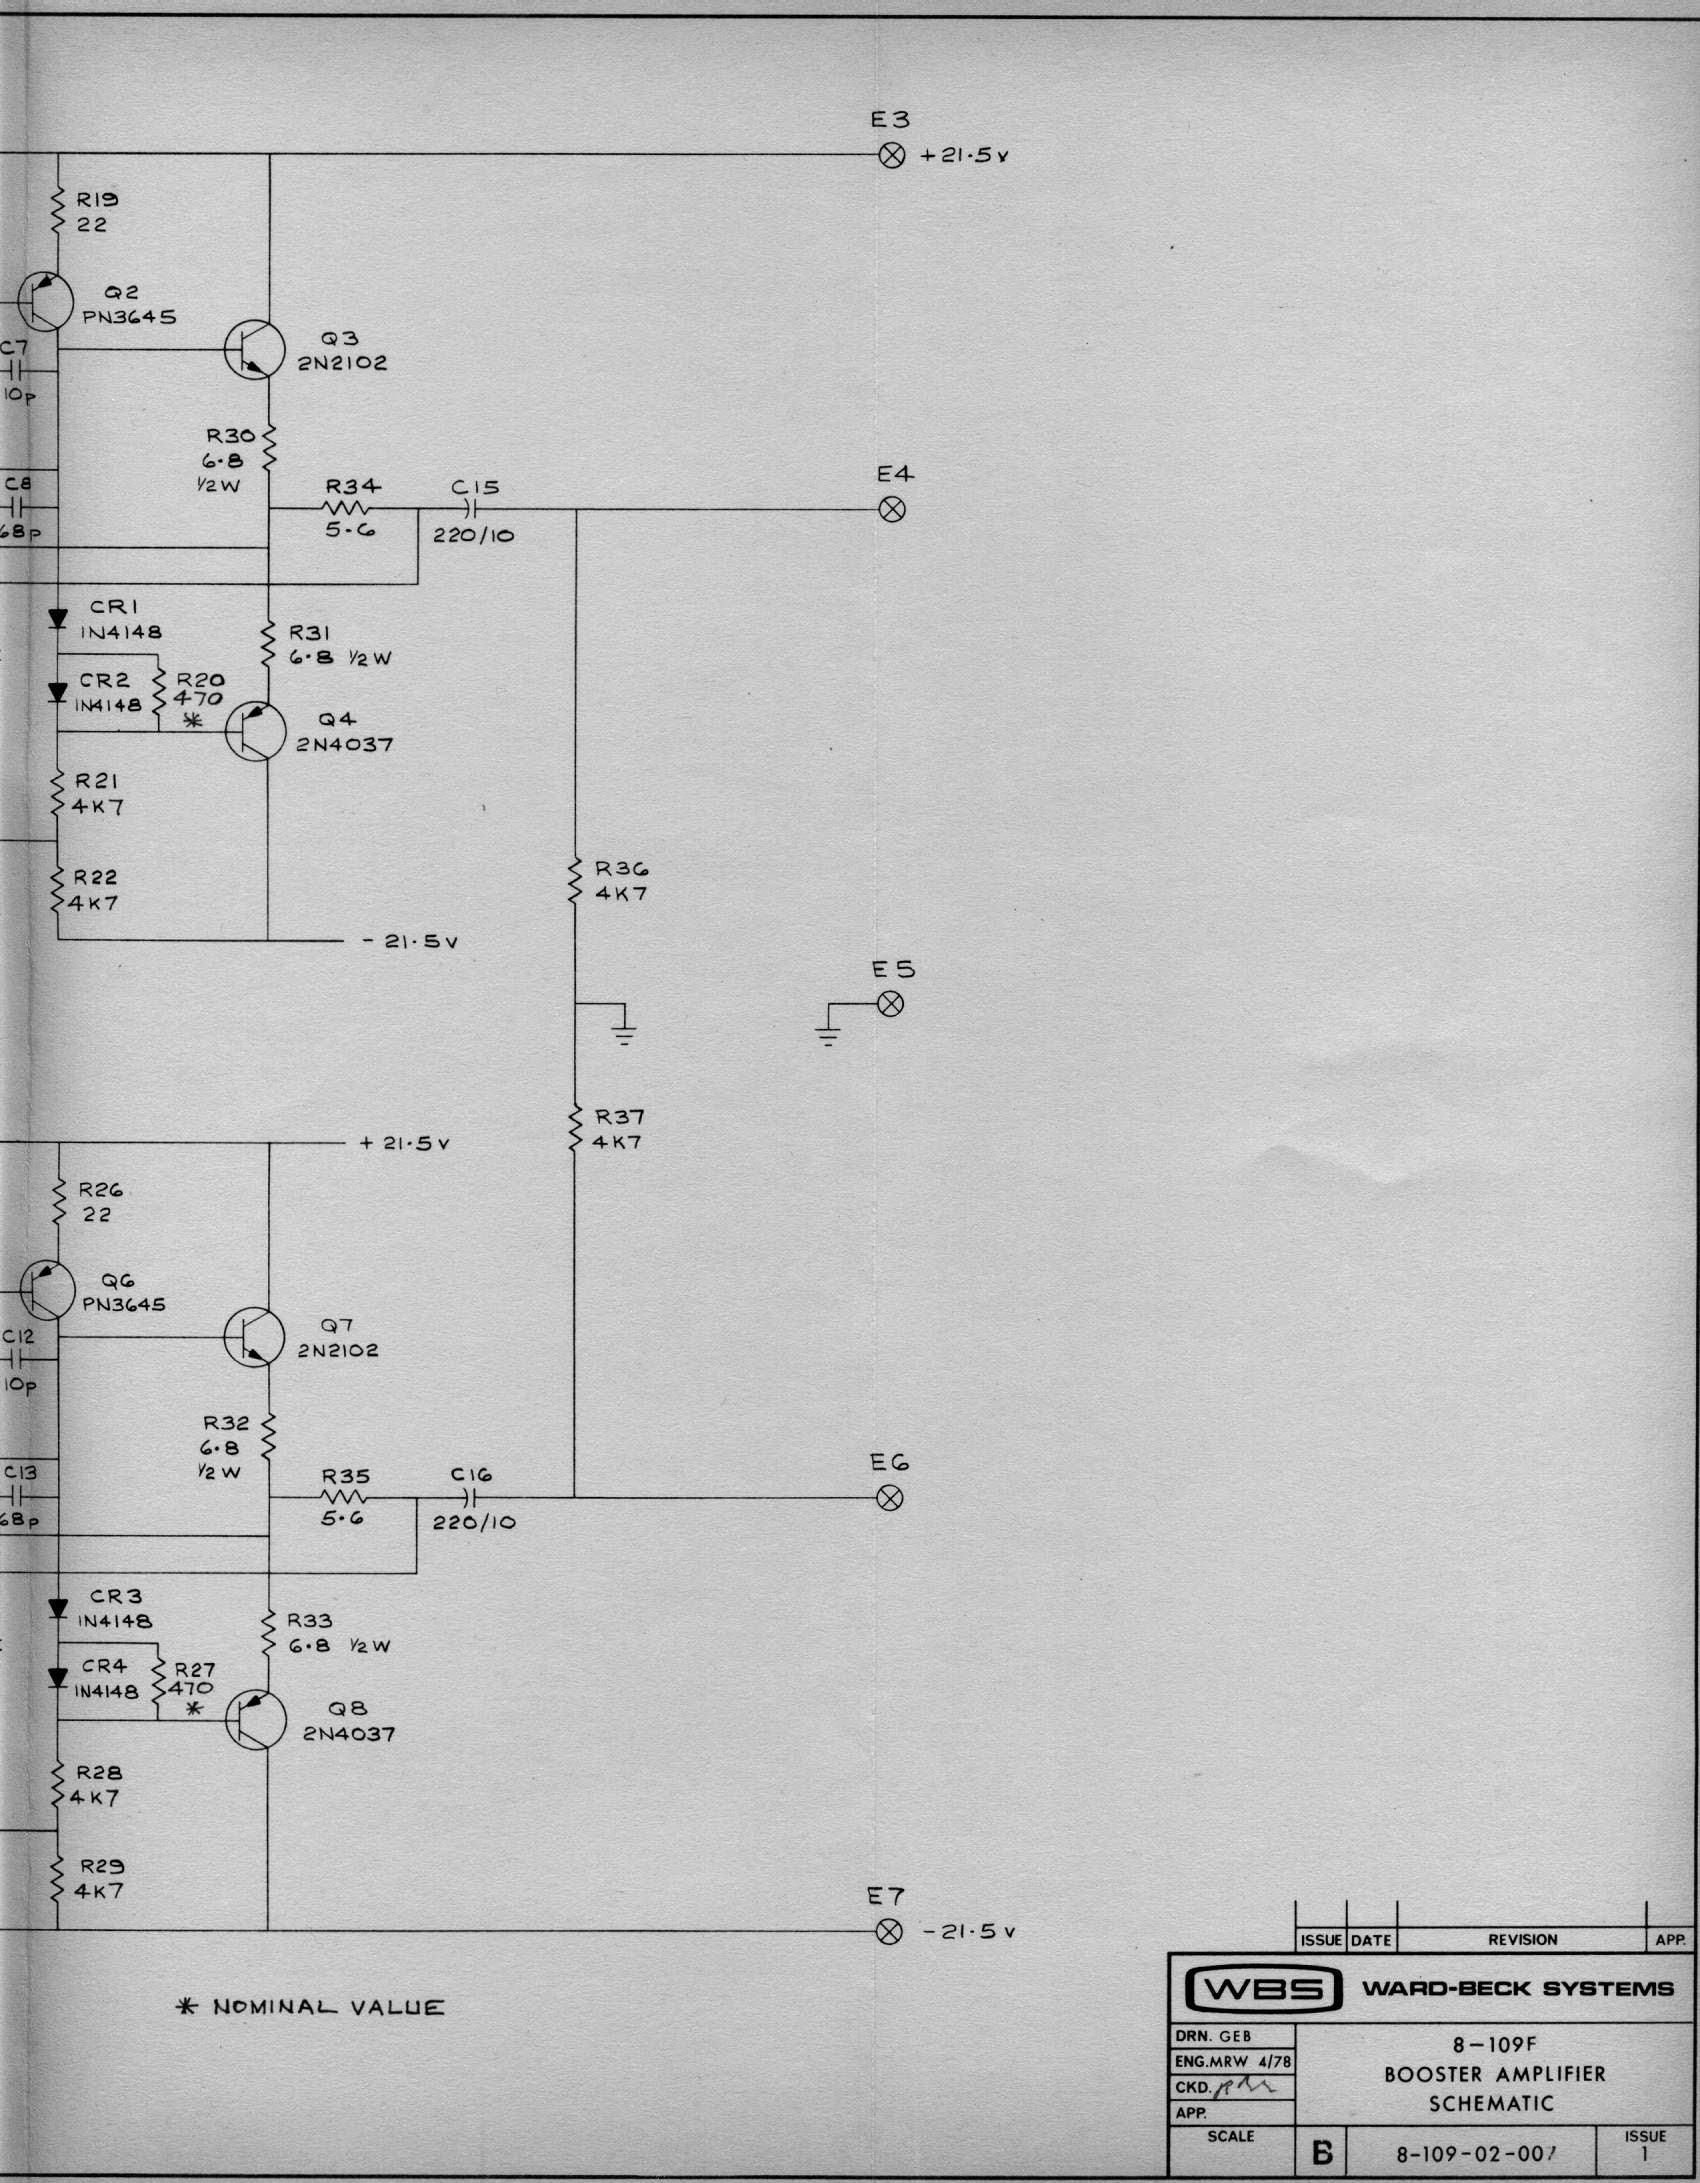 E3
+21.5v
R19
22
Q2
PN3645
Q3
2N2102
C7
10p
R30
6.8
½W
C8
68p
R34
5.6
C15
220/10
E4
CR1
1N4148
R31
6.8 ½W
CR2
1N4148
R20
470
*
Q4
2N4037
R21
4K7
R22
4K7
R36
4K7
-21.5v
E5
R37
4K7
+21.5v
R26
22
Q6
PN3645
Q7
2N2102
C12
10p
R32
6.8
½W
C13
68p
R35
5.6
C16
220/10
E6
CR3
1N4148
R33
6.8 ½W
CR4
1N4148
R27
470
*
Q8
2N4037
R28
4K7
R29
4K7
E7
-21.5v
* NOMINAL VALUE
ISSUE DATE REVISION APP.
WBS WARD-BECK SYSTEMS
DRN. GEB
ENG. MRW 4/78
CKD.
APP.
SCALE
8-109F
BOOSTER AMPLIFIER
SCHEMATIC
B
8-109-02-007
ISSUE
1